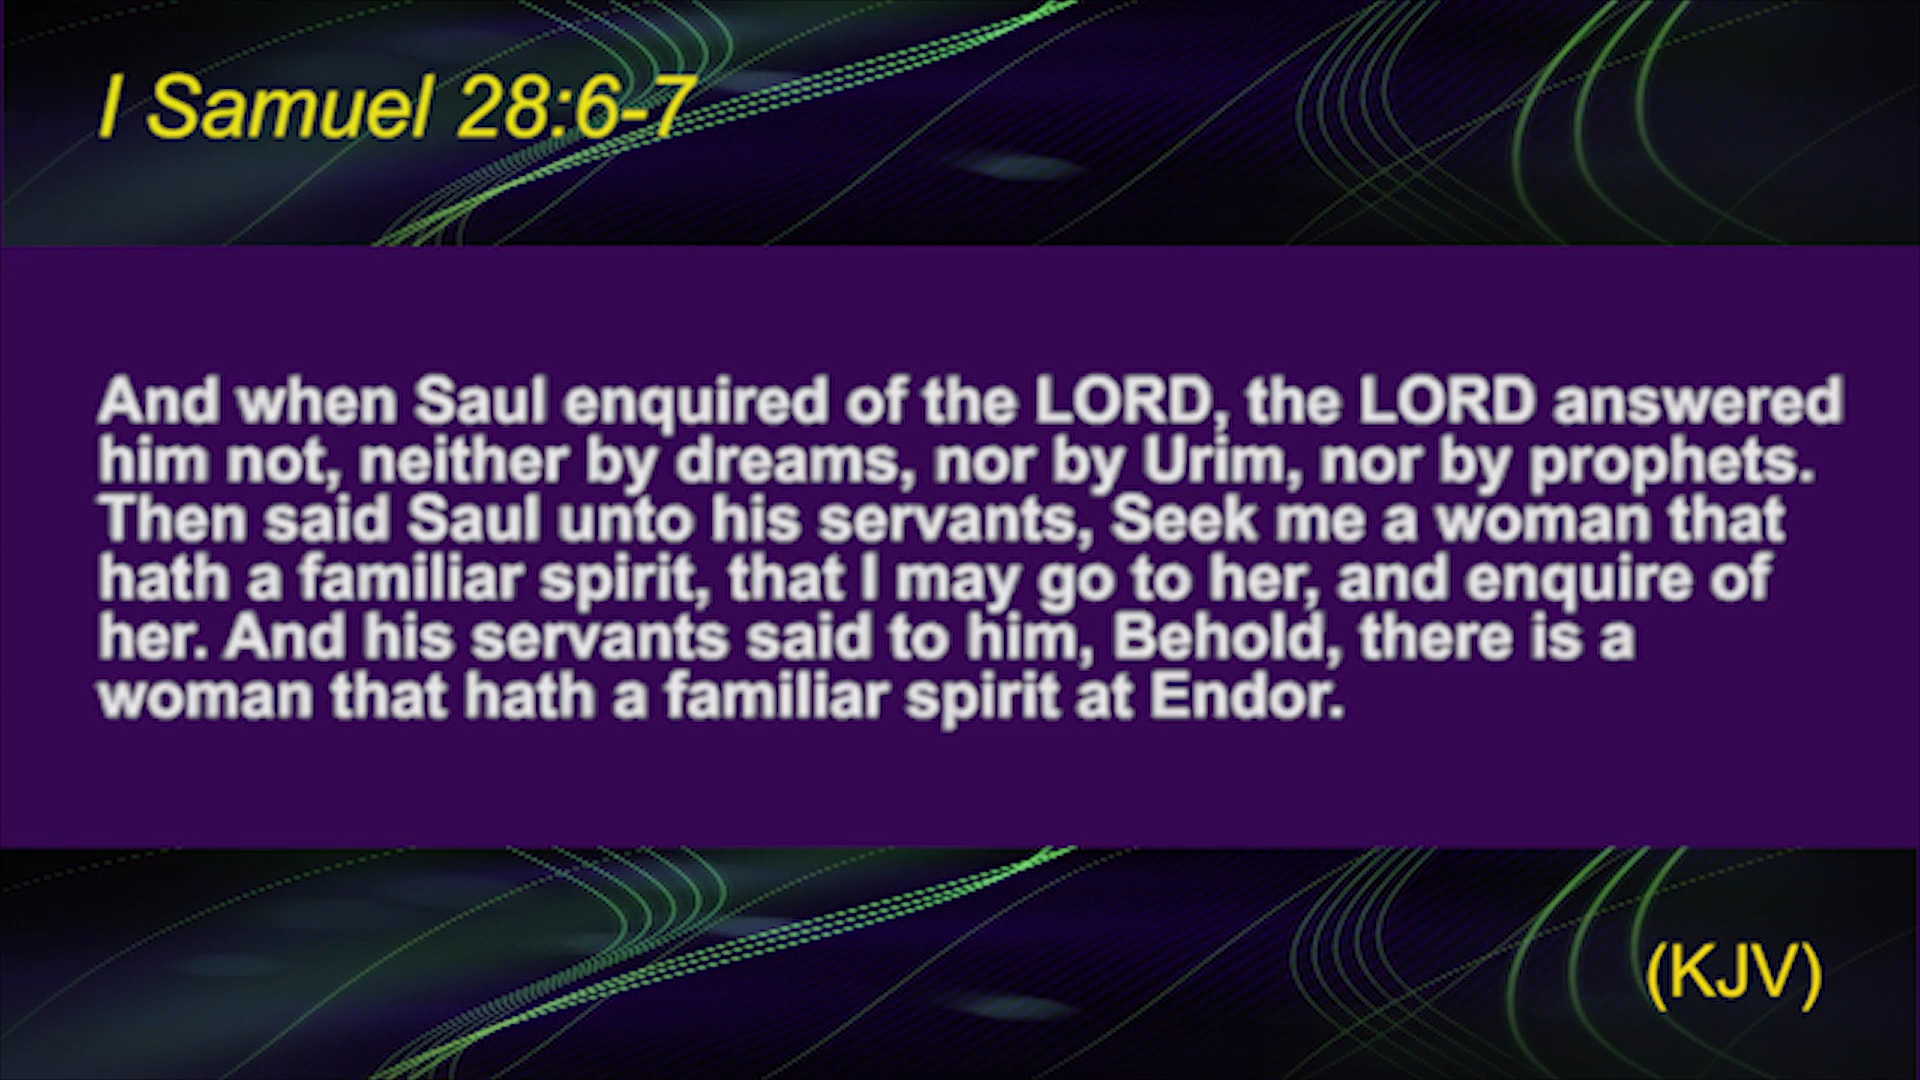 I Samuel 28:6-7
And when Saul enquired of the LORD, the LORD answered
him not, neither by dreams, nor by Urim, nor by prophets.
Then said Saul unto his servants, Seek me a woman that
hath a familiar spirit, that I may go to her, and enquire of
her. And his servants said to him, Behold, there is a
woman that hath a familiar spirit at Endor.
(KJV)